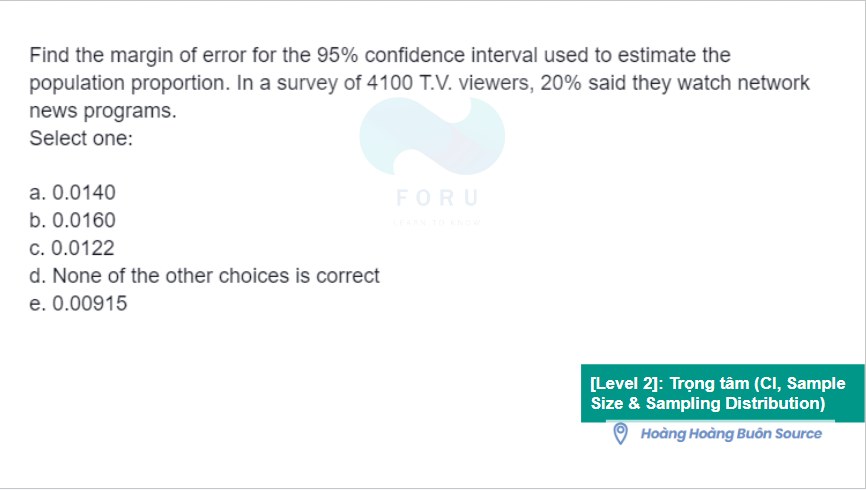 Find the margin of error for the 95% confidence interval used to estimate the
population proportion. In a survey of 4100 T.V. viewers, 20% said they watch network
news programs.
Select one:
FORU
a. 0.0140
b. 0.0160
c. 0.0122
d. None of the other choices is correct
e. 0.00915
[Level 2]: Trọng tâm (CI, Sample
Size & Sampling Distribution)
Hoàng Hoàng Buôn Source